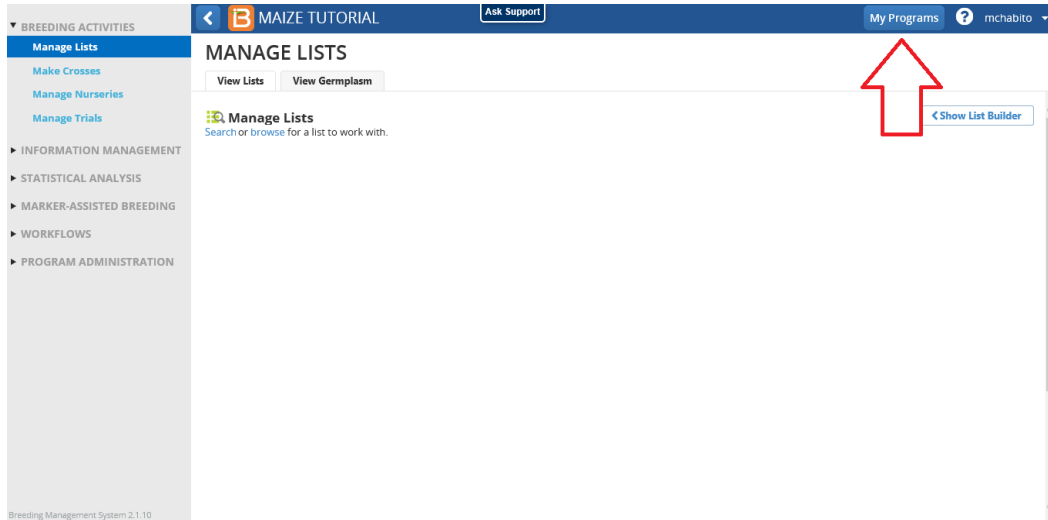 BREEDING ACTIVITIES
Manage Lists
Make Crosses
Manage Nurseries
Manage Trials
INFORMATION MANAGEMENT
STATISTICAL ANALYSIS
MARKER-ASSISTED BREEDING
WORKFLOWS
PROGRAM ADMINISTRATION
Breeding Management System 2.1.10
B MAIZE TUTORIAL
Ask Support
My Programs ? mchabito
MANAGE LISTS
View Lists View Germplasm
Manage Lists
Search or browse for a list to work with.
Show List Builder